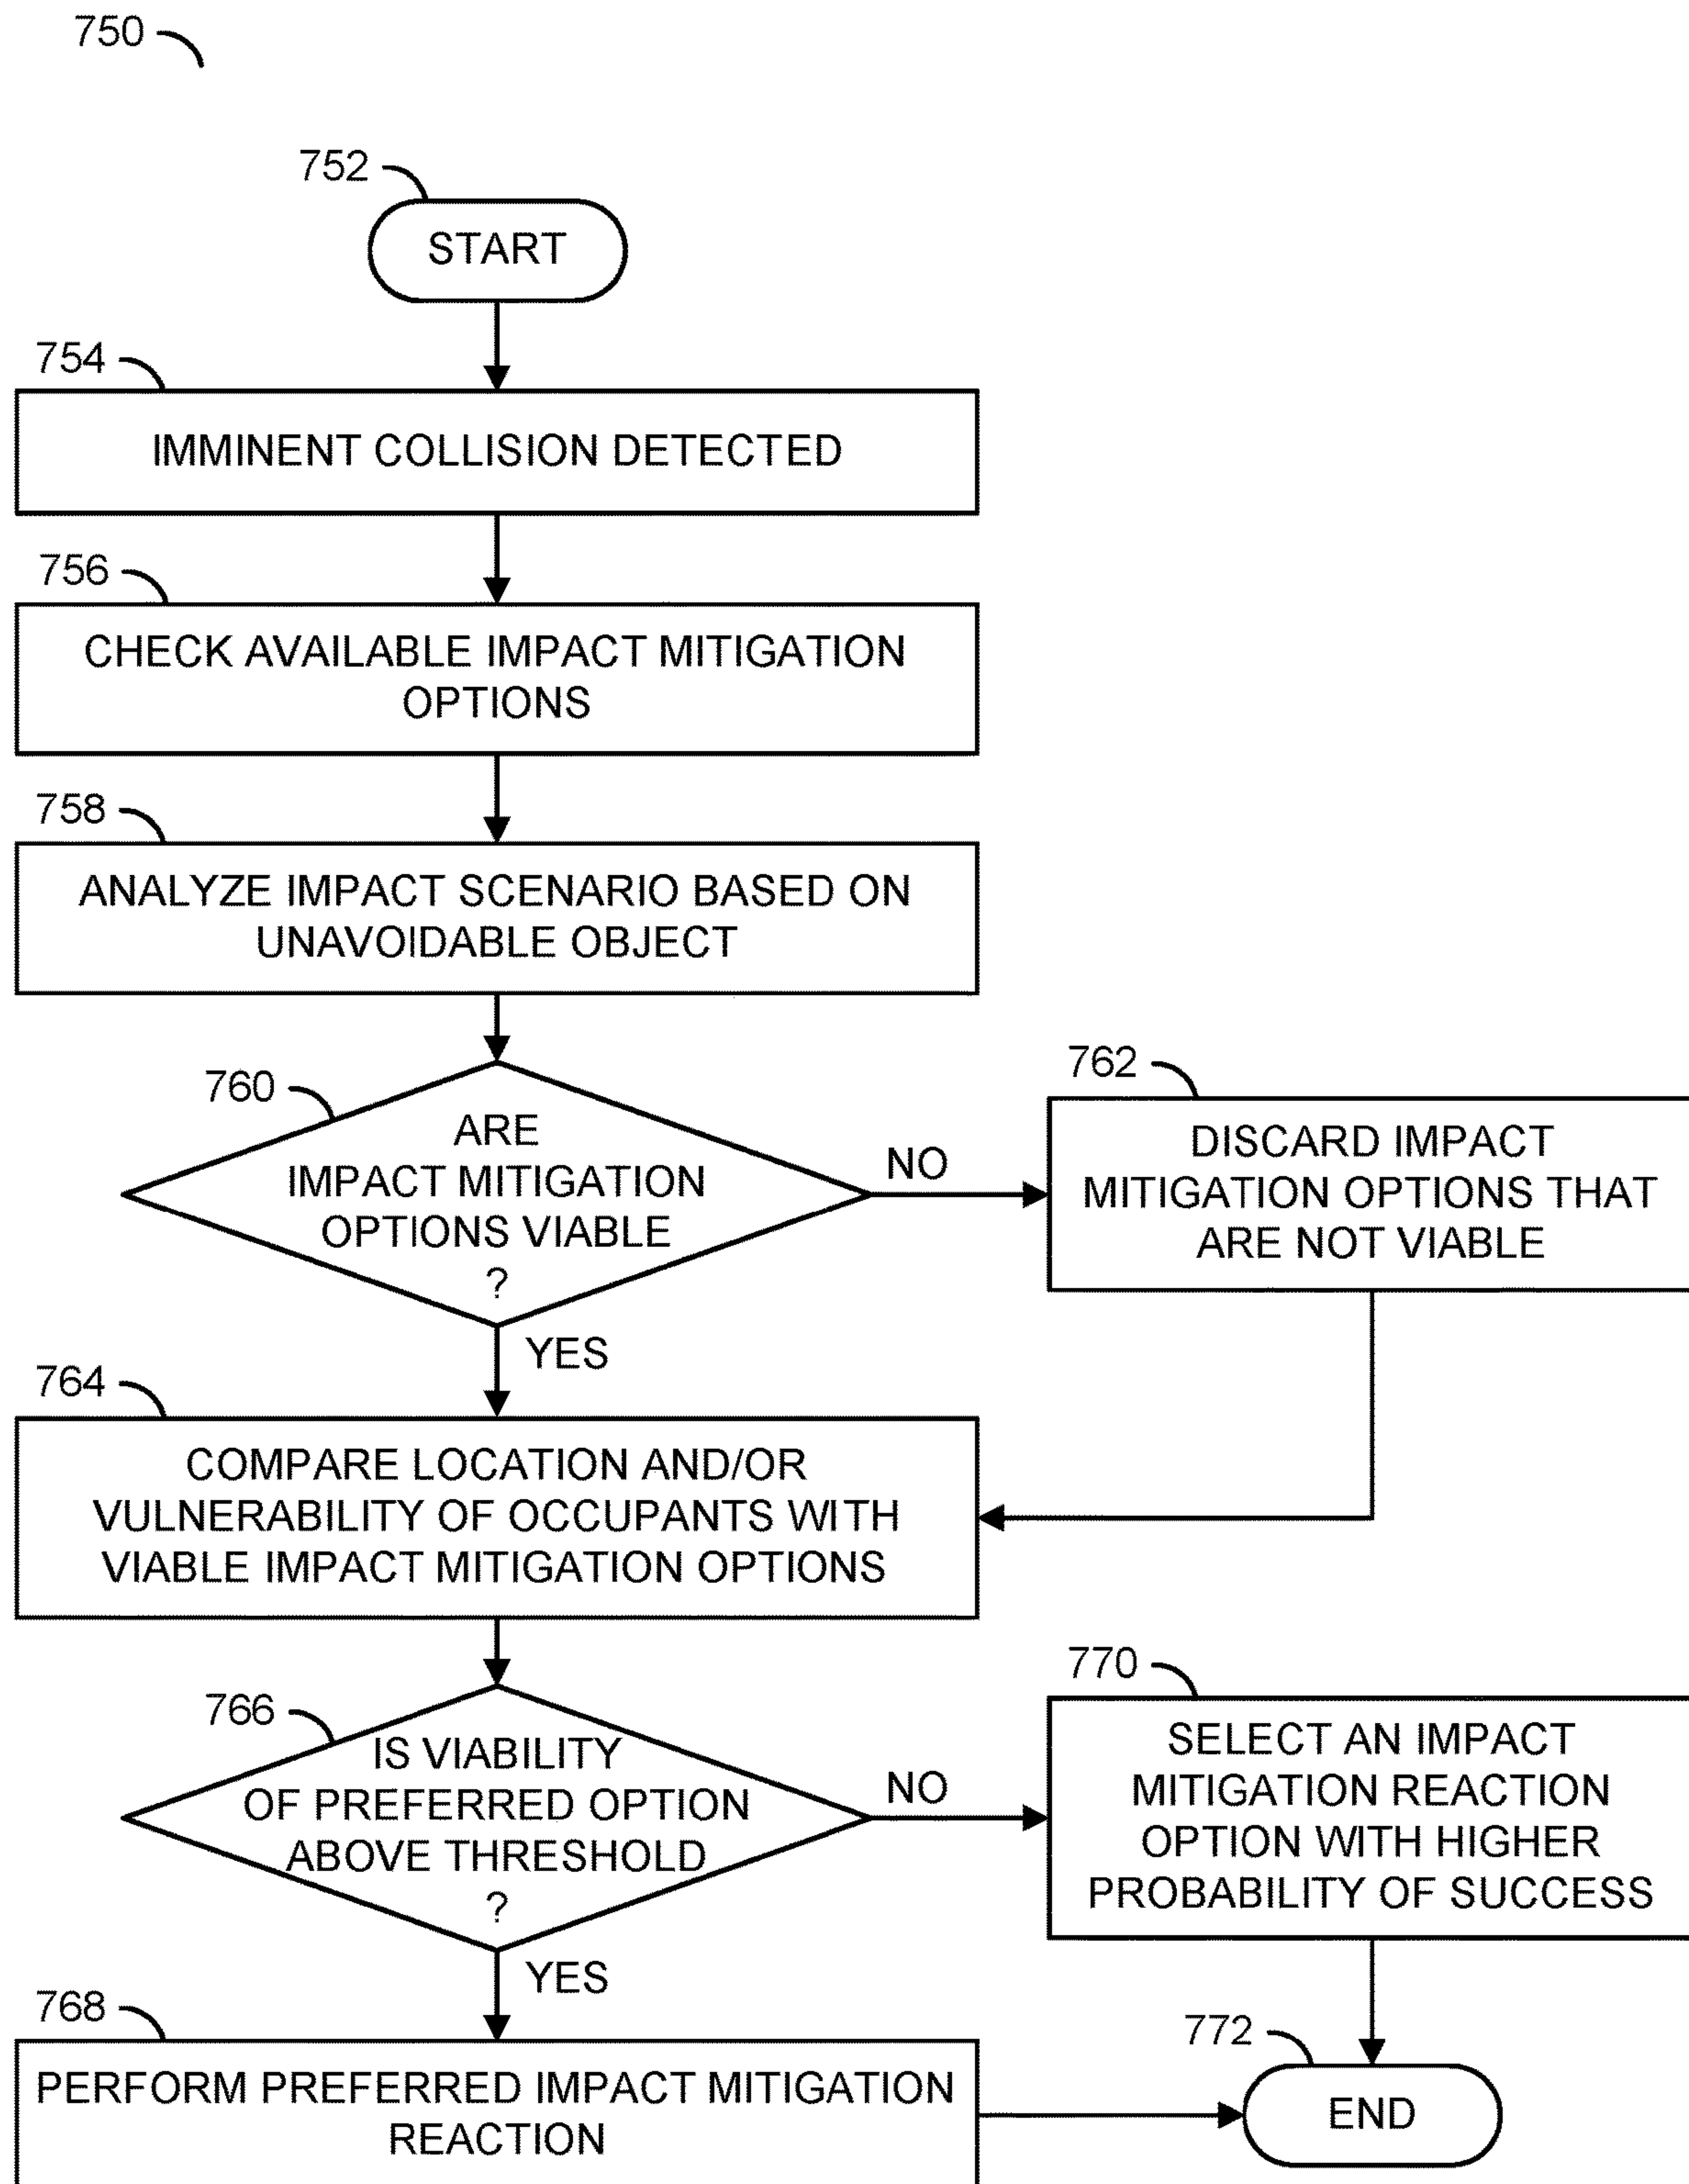 750
752
START
754
IMMINENT COLLISION DETECTED
756
CHECK AVAILABLE IMPACT MITIGATION
OPTIONS
758
ANALYZE IMPACT SCENARIO BASED ON
UNAVOIDABLE OBJECT
760
ARE
IMPACT MITIGATION
OPTIONS VIABLE
?
NO
762
DISCARD IMPACT
MITIGATION OPTIONS THAT
ARE NOT VIABLE
YES
764
COMPARE LOCATION AND/OR
VULNERABILITY OF OCCUPANTS WITH
VIABLE IMPACT MITIGATION OPTIONS
766
IS VIABILITY
OF PREFERRED OPTION
ABOVE THRESHOLD
?
NO
770
SELECT AN IMPACT
MITIGATION REACTION
OPTION WITH HIGHER
PROBABILITY OF SUCCESS
YES
768
PERFORM PREFERRED IMPACT MITIGATION
REACTION
772
END